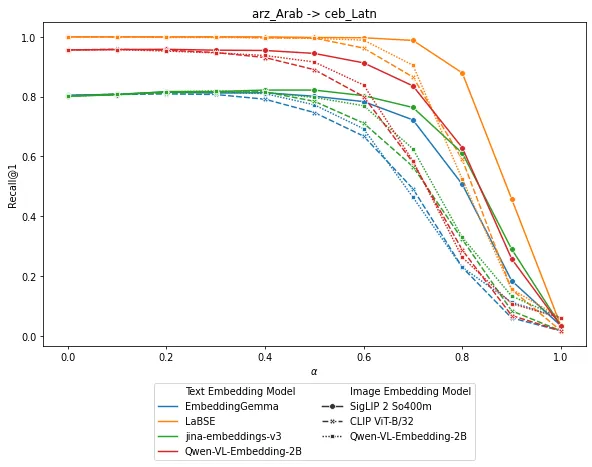 arz_Arab -> ceb_Latn
Recall@1
1.0
0.8
0.6
0.4
0.2
0.0
0.0 0.2 0.4 0.6 0.8 1.0
α
Text Embedding Model
EmbeddingGemma
LaBSE
jina-embeddings-v3
Qwen-VL-Embedding-2B
Image Embedding Model
SigLIP 2 So400m
CLIP ViT-B/32
Qwen-VL-Embedding-2B